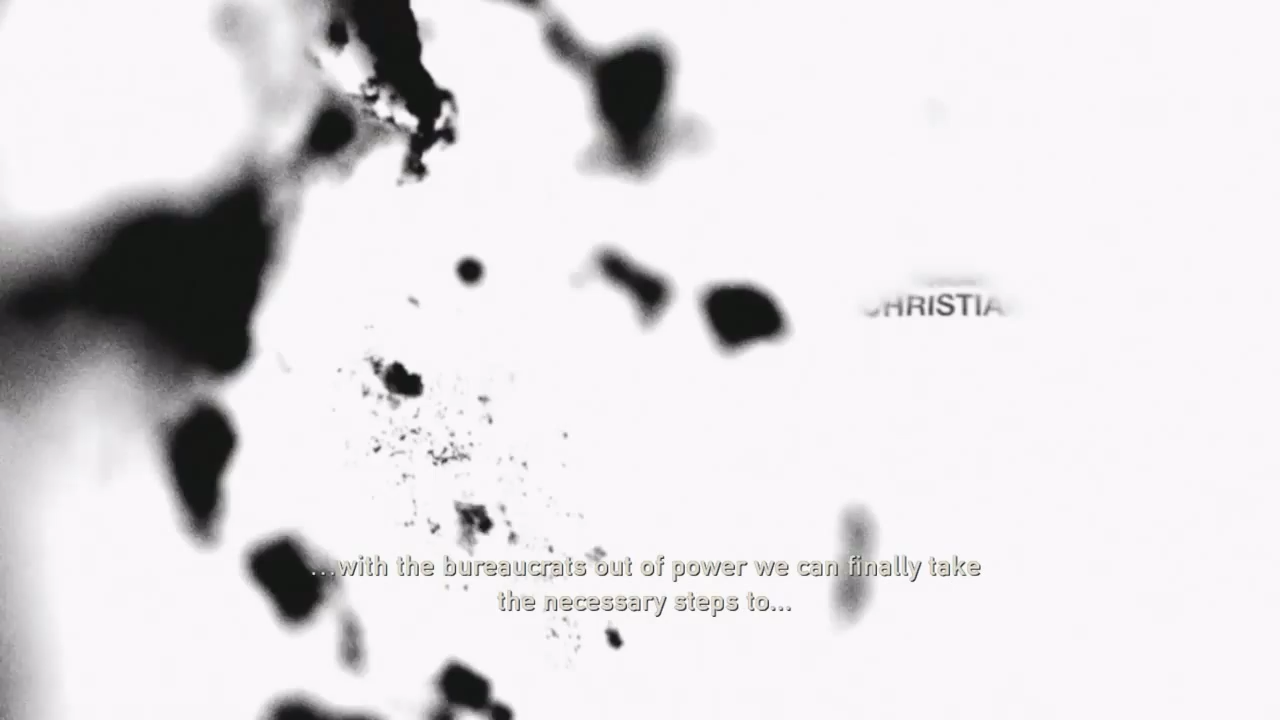 CHRISTIA
...with the bureaucrats out of power we can finally take
the necessary steps to...